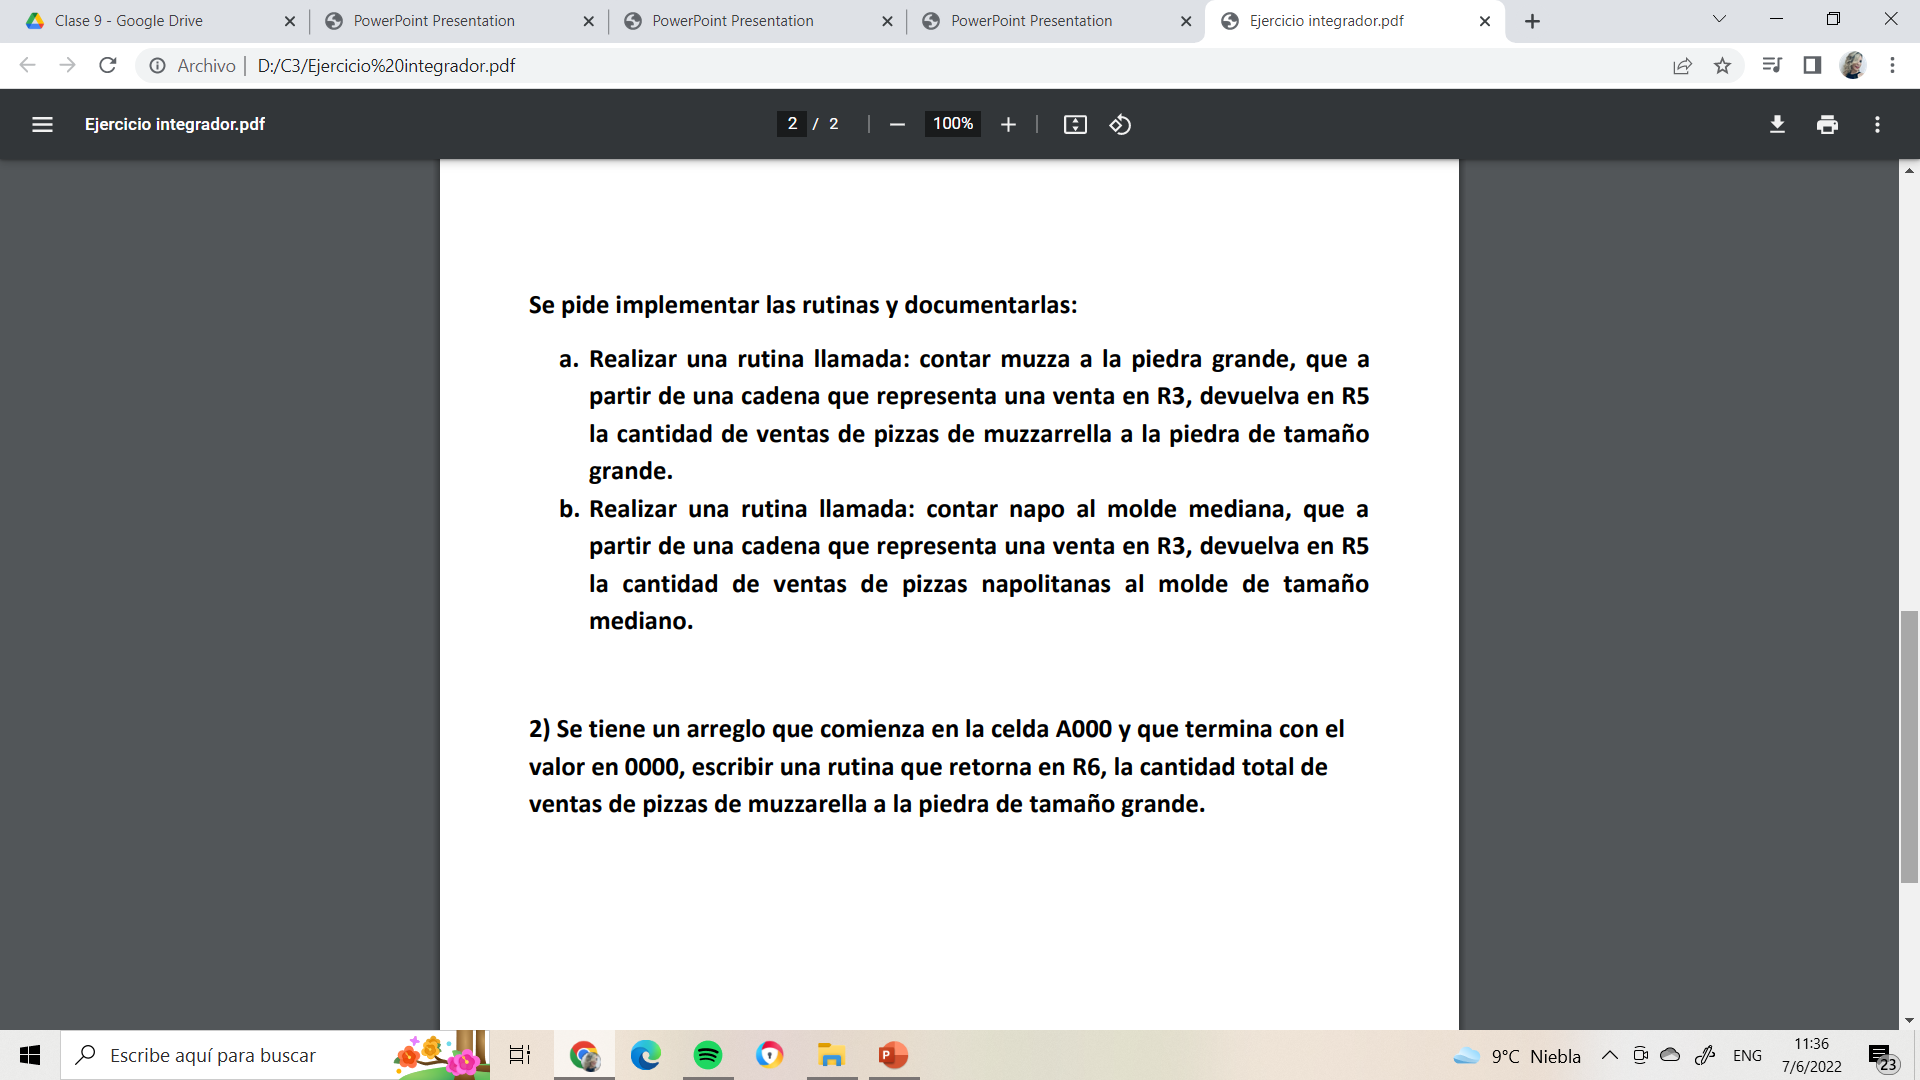 Clase 9 - Google Drive
PowerPoint Presentation
PowerPoint Presentation
PowerPoint Presentation
Ejercicio integrador.pdf
Archivo
D:/C3/Ejercicio%20integrador.pdf
Ejercicio integrador.pdf
2 / 2
100%
Se pide implementar las rutinas y documentarlas:
a. Realizar una rutina llamada: contar muzza a la piedra grande, que a
partir de una cadena que representa una venta en R3, devuelva en R5
la cantidad de ventas de pizzas de muzzarrella a la piedra de tamaño
grande.
b. Realizar una rutina llamada: contar napo al molde mediana, que a
partir de una cadena que representa una venta en R3, devuelva en R5
la cantidad de ventas de pizzas napolitanas al molde de tamaño
mediano.
2) Se tiene un arreglo que comienza en la celda A000 y que termina con el
valor en 0000, escribir una rutina que retorna en R6, la cantidad total de
ventas de pizzas de muzzarella a la piedra de tamaño grande.
Escribe aquí para buscar
P
9°C Niebla
ENG
11:36
7/6/2022
23